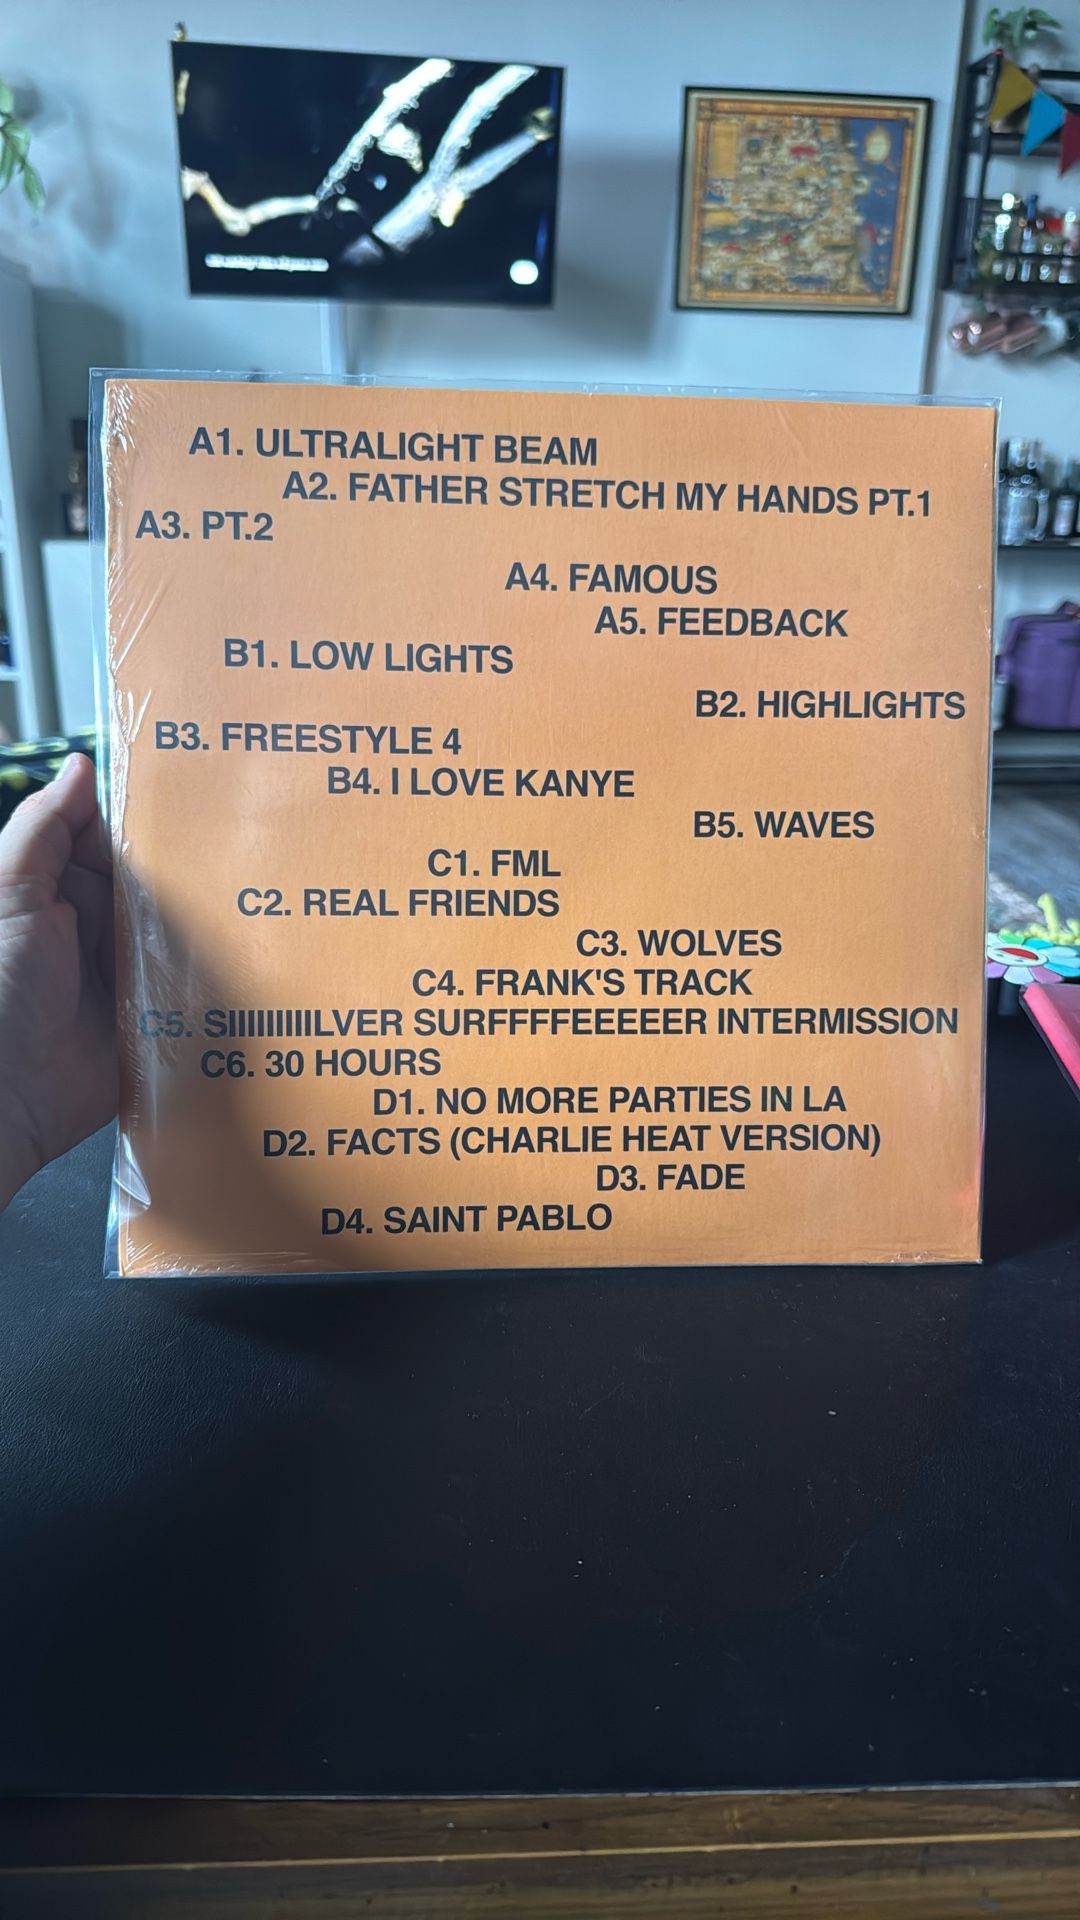 A1. ULTRALIGHT BEAM
A2. FATHER STRETCH MY HANDS PT.1
A3. PT.2
A4. FAMOUS
A5. FEEDBACK
B1. LOW LIGHTS
B2. HIGHLIGHTS
B3. FREESTYLE 4
B4. I LOVE KANYE
B5. WAVES
C1. FML
C2. REAL FRIENDS
C3. WOLVES
C4. FRANK'S TRACK
C5. SIIIIIIIIIILVER SURFFFFEEEEER INTERMISSION
C6. 30 HOURS
D1. NO MORE PARTIES IN LA
D2. FACTS (CHARLIE HEAT VERSION)
D3. FADE
D4. SAINT PABLO